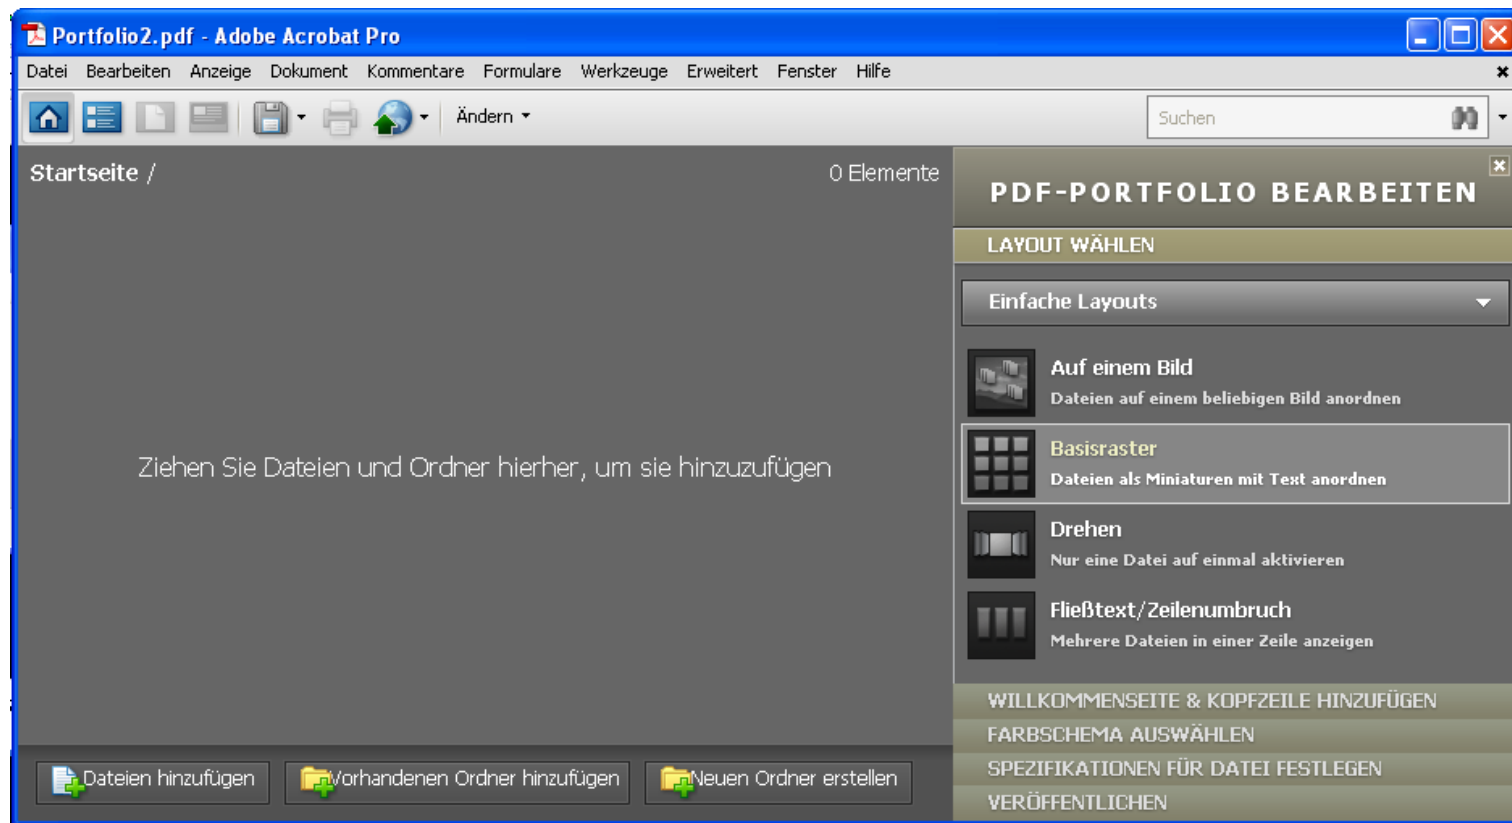 Portfolio2.pdf - Adobe Acrobat Pro
Datei Bearbeiten Anzeige Dokument Kommentare Formulare Werkzeuge Erweitert Fenster Hilfe
Ändern
Suchen
Startseite /
0 Elemente
Ziehen Sie Dateien und Ordner hierher, um sie hinzuzufügen
Dateien hinzufügen
Vorhandenen Ordner hinzufügen
Neuen Ordner erstellen
PDF-PORTFOLIO BEARBEITEN
LAYOUT WÄHLEN
Einfache Layouts
Auf einem Bild
Dateien auf einem beliebigen Bild anordnen
Basisraster
Dateien als Miniaturen mit Text anordnen
Drehen
Nur eine Datei auf einmal aktivieren
Fließtext/Zeilenumbruch
Mehrere Dateien in einer Zeile anzeigen
WILLKOMMENSEITE & KOPFZEILE HINZUFÜGEN
FARBSCHEMA AUSWÄHLEN
SPEZIFIKATIONEN FÜR DATEI FESTLEGEN
VERÖFFENTLICHEN